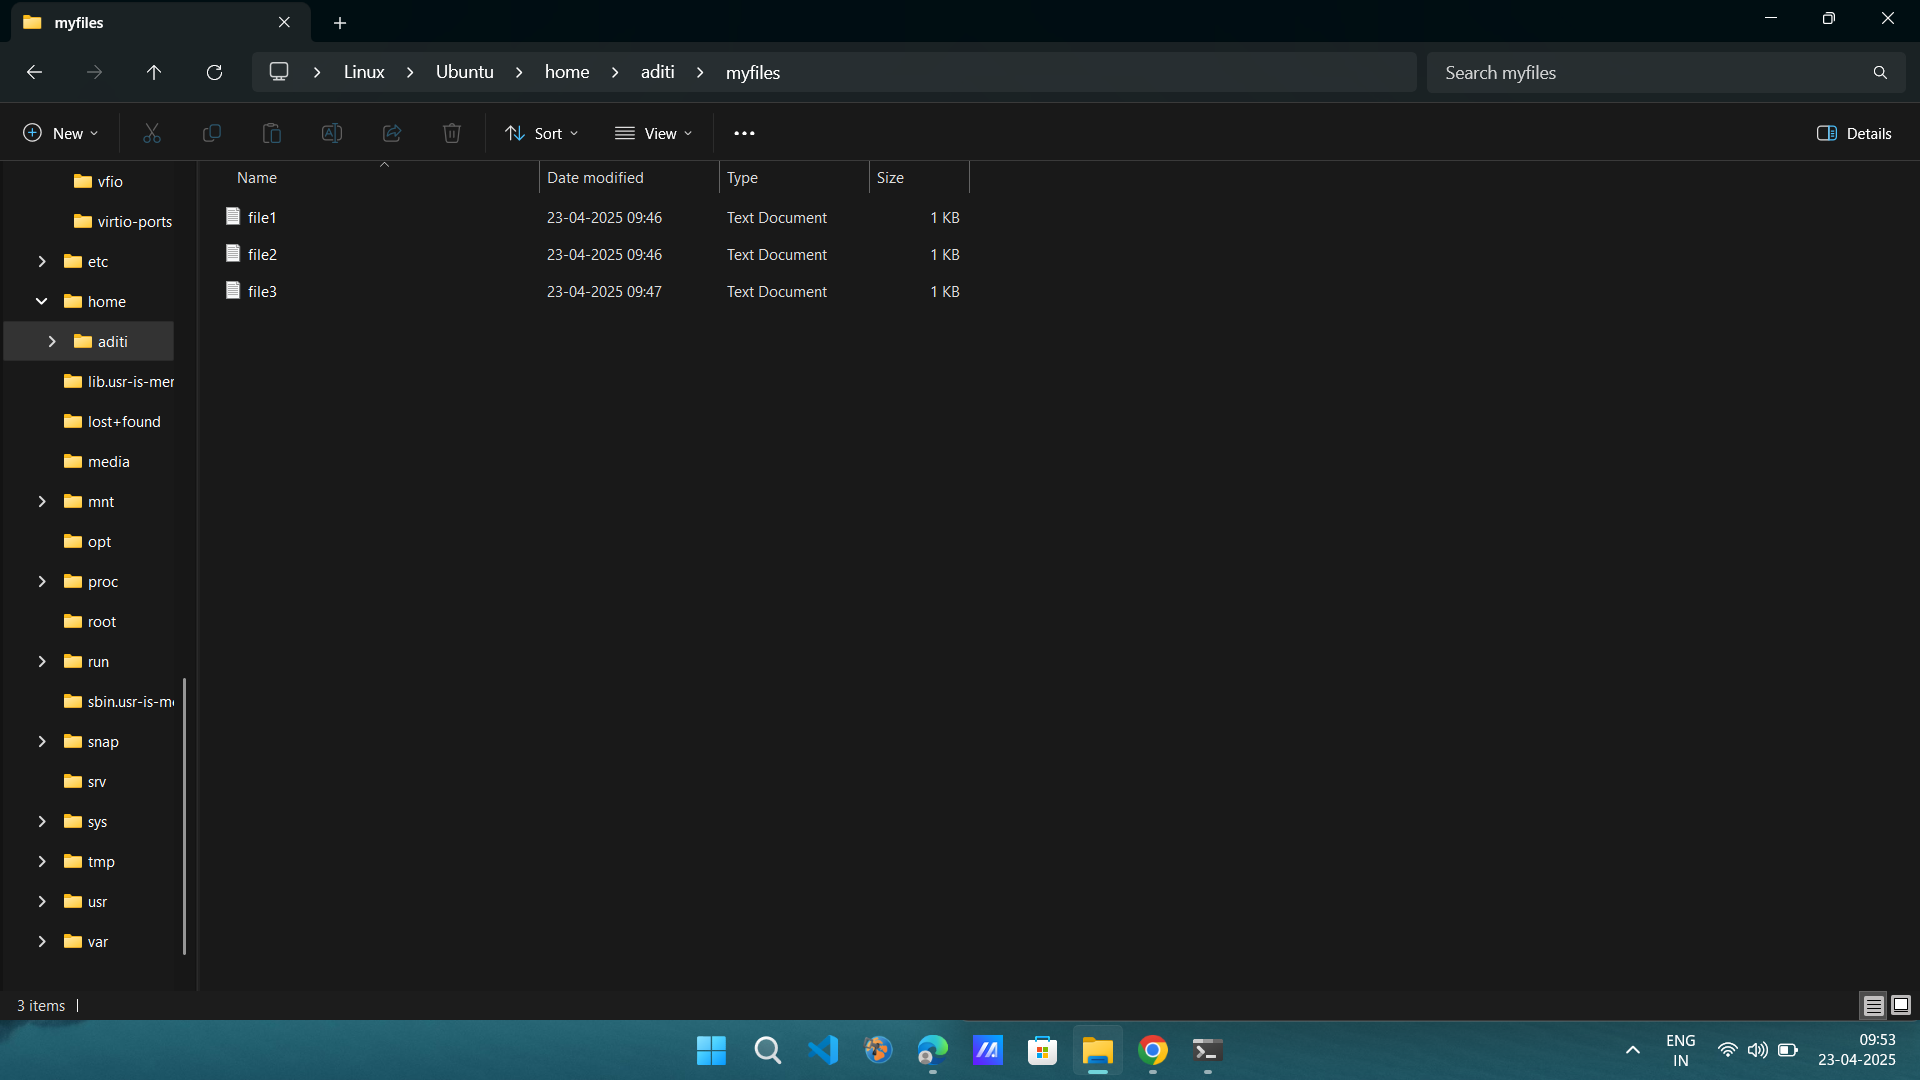 myfiles
Linux > Ubuntu > home > aditi > myfiles
Search myfiles
New
Sort
View
Details
Name Date modified Type Size
file1 23-04-2025 09:46 Text Document 1 KB
file2 23-04-2025 09:46 Text Document 1 KB
file3 23-04-2025 09:47 Text Document 1 KB
vfio
virtio-ports
etc
home
aditi
lib.usr-is-mer
lost+found
media
mnt
opt
proc
root
run
sbin.usr-is-m
snap
srv
sys
tmp
usr
var
3 items
ENG
IN
09:53
23-04-2025